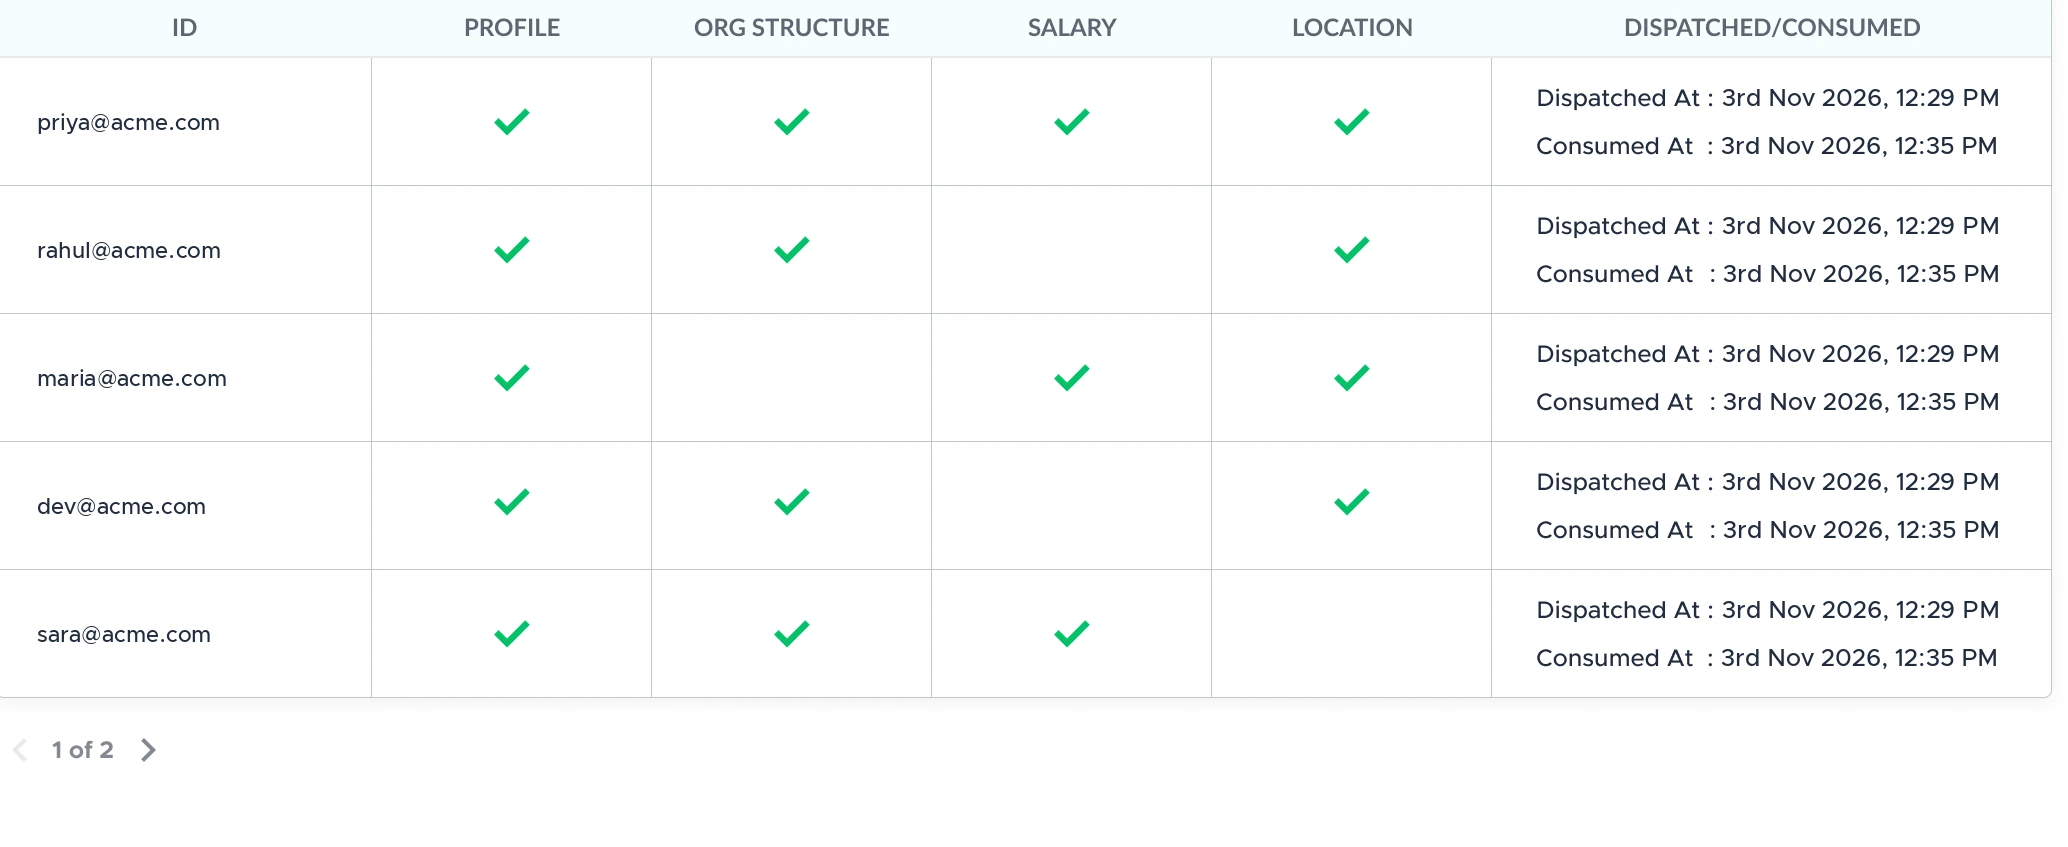 ID PROFILE ORG STRUCTURE SALARY LOCATION DISPATCHED/CONSUMED
priya@acme.com
Dispatched At : 3rd Nov 2026, 12:29 PM
Consumed At : 3rd Nov 2026, 12:35 PM
rahul@acme.com
Dispatched At : 3rd Nov 2026, 12:29 PM
Consumed At : 3rd Nov 2026, 12:35 PM
maria@acme.com
Dispatched At : 3rd Nov 2026, 12:29 PM
Consumed At : 3rd Nov 2026, 12:35 PM
dev@acme.com
Dispatched At : 3rd Nov 2026, 12:29 PM
Consumed At : 3rd Nov 2026, 12:35 PM
sara@acme.com
Dispatched At : 3rd Nov 2026, 12:29 PM
Consumed At : 3rd Nov 2026, 12:35 PM
1 of 2